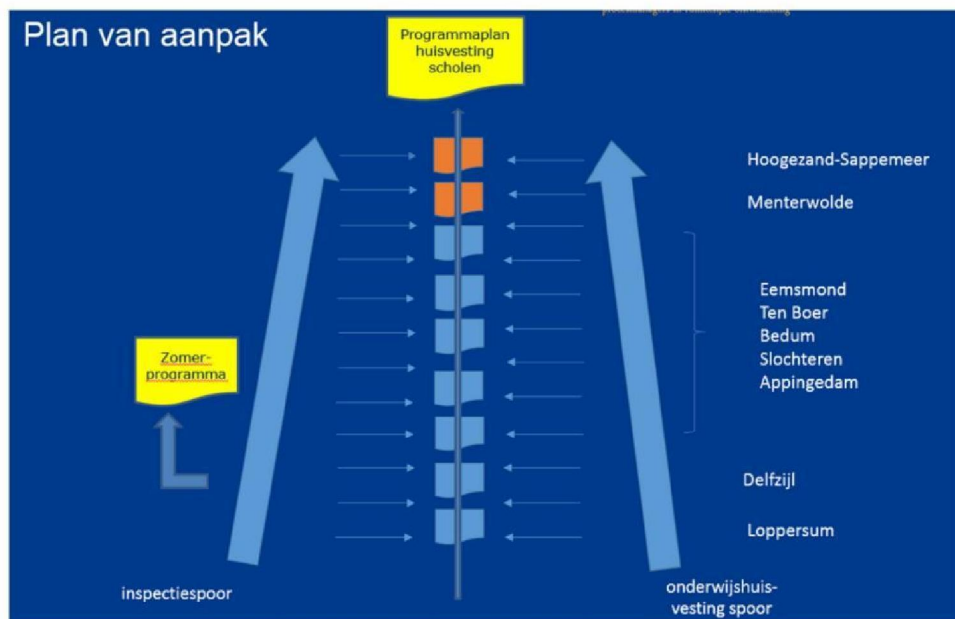 Plan van aanpak
Programmaplan
huisvesting
scholen
Hoogezand-Sappemeer
Menterwolde
Eemsmond
Ten Boer
Bedum
Slochteren
Appingedam
Zomer-
programma
Delfzijl
Loppersum
inspectiespoor
onderwijshuis-
vesting spoor